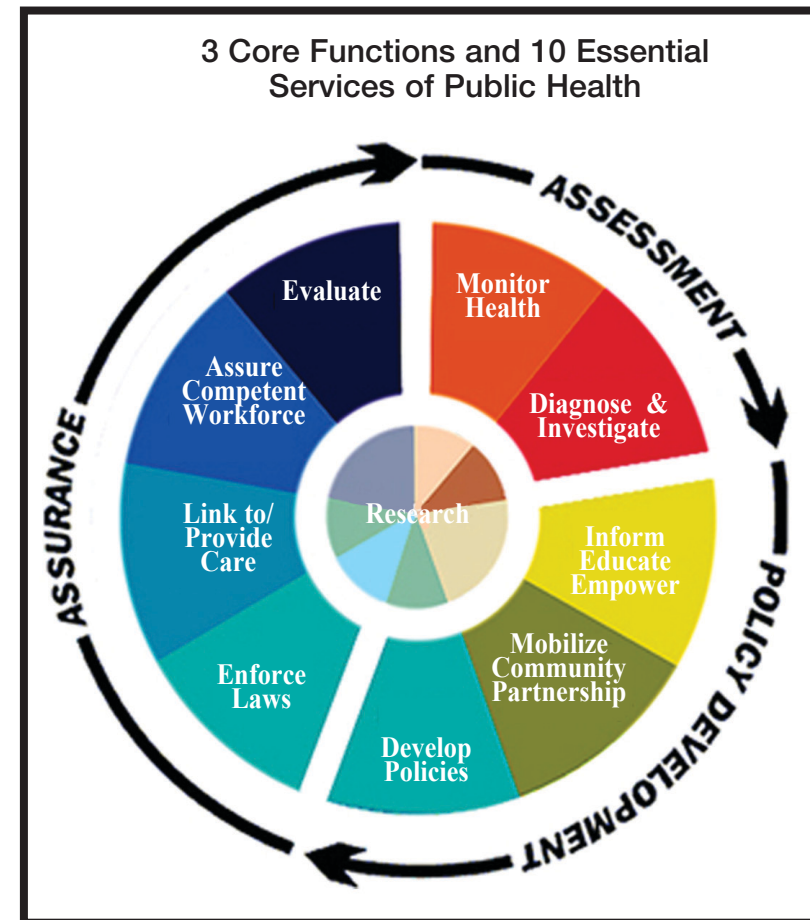 3 Core Functions and 10 Essential
Services of Public Health
ASSESSMENT
POLICY DEVELOPMENT
ASSURANCE
Monitor
Health
Diagnose &
Investigate
Inform
Educate
Empower
Mobilize
Community
Partnership
Develop
Policies
Enforce
Laws
Link to/
Provide
Care
Assure
Competent
Workforce
Evaluate
Research